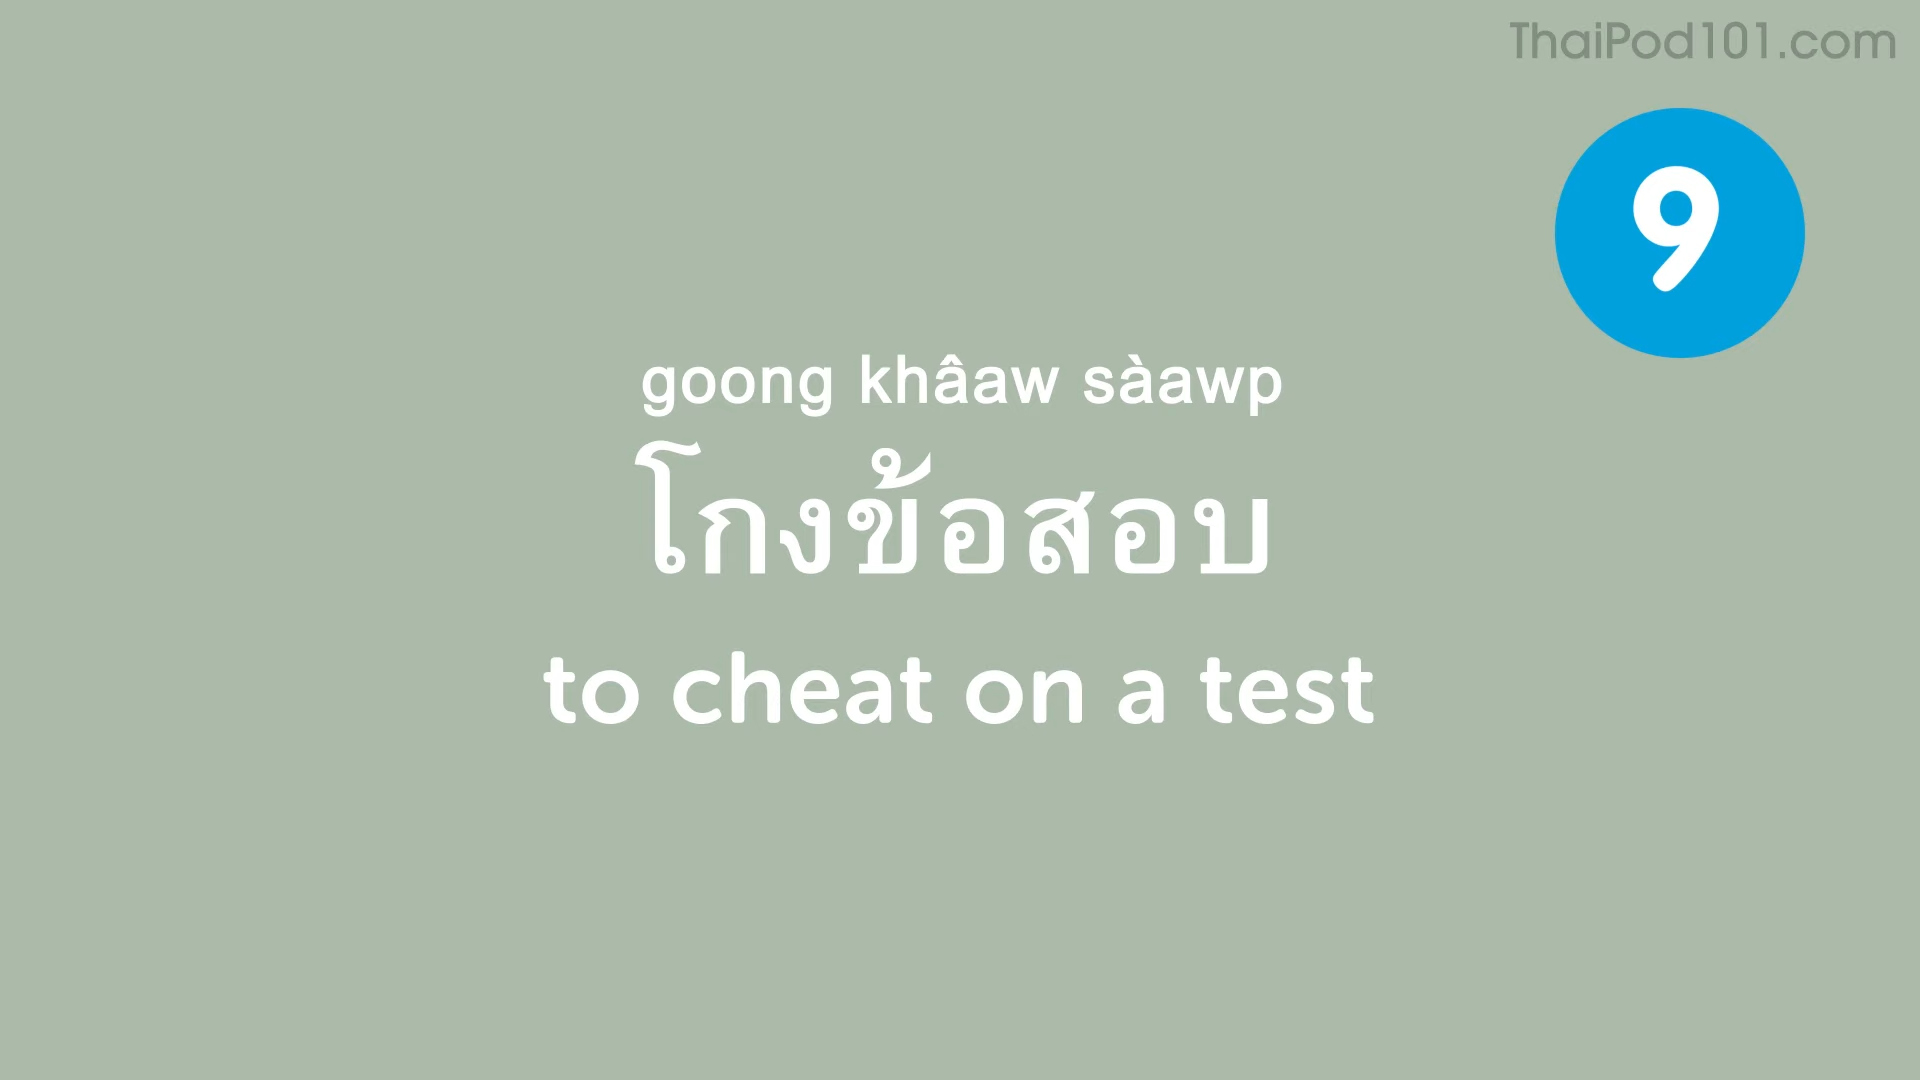 ThaiPod101.com
9
goong khâaw sàawp
โกงข้อสอบ
to cheat on a test